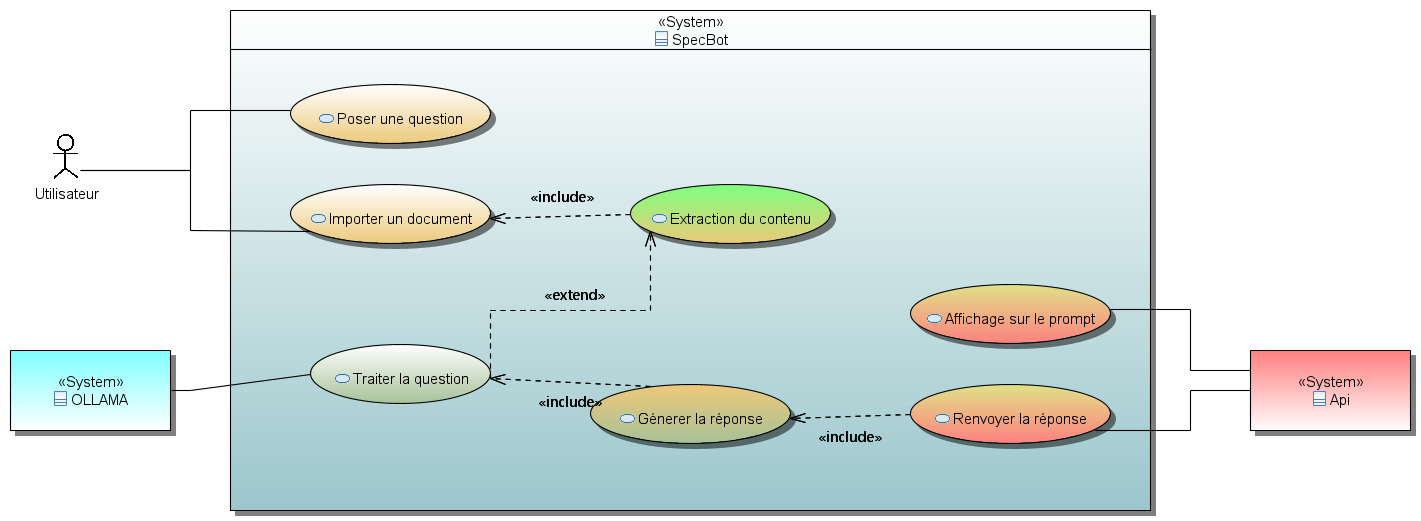 «System»
SpecBot
Poser une question
Utilisateur
Importer un document
«include»
Extraction du contenu
«extend»
Affichage sur le prompt
«System»
OLLAMA
Traiter la question
«include»
Génerer la réponse
«include»
Renvoyer la réponse
«System»
Api